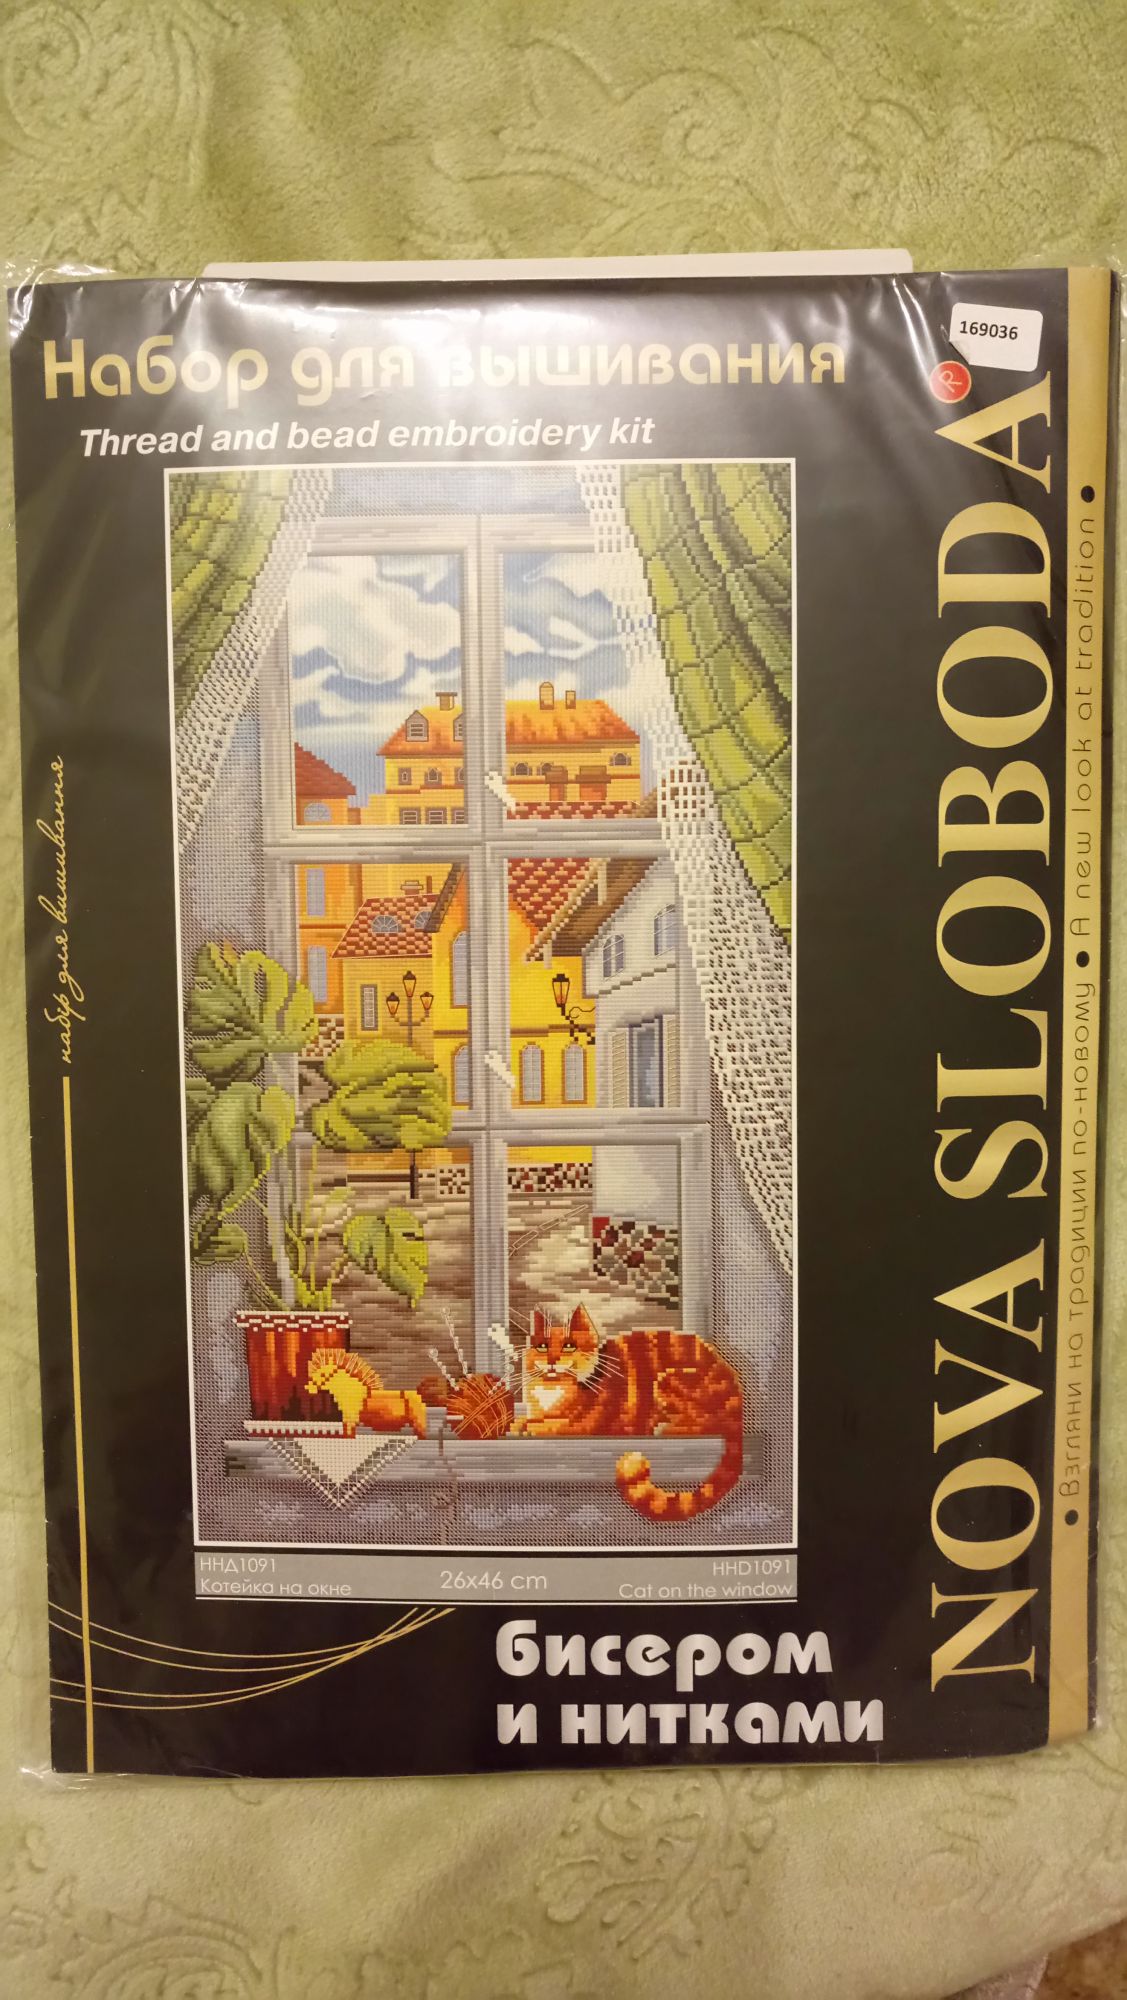 169036
Набор для вышивания
R
Thread and bead embroidery kit
набір для вишивання
NOVA SLOBODA
• Взгляни на традиции по-новому • A new look at tradition •
ННД1091
Котейка на окне
26x46 cm
HHD1091
Cat on the window
бисером
и нитками